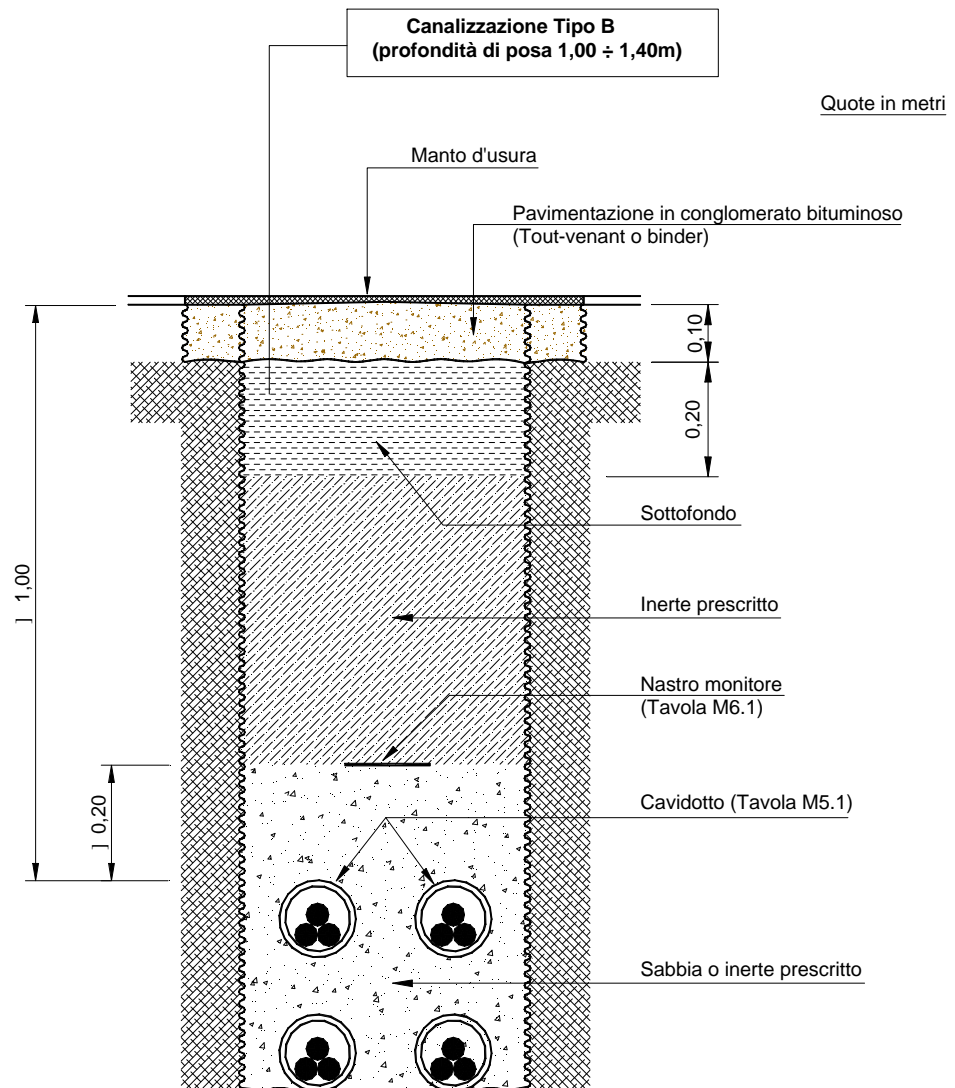 Canalizzazione Tipo B
(profondità di posa 1,00 ÷ 1,40m)
Quote in metri
Manto d'usura
Pavimentazione in conglomerato bituminoso
(Tout-venant o binder)
0,10
0,20
Sottofondo
] 1,00
Inerte prescritto
Nastro monitore
(Tavola M6.1)
] 0,20
Cavidotto (Tavola M5.1)
Sabbia o inerte prescritto